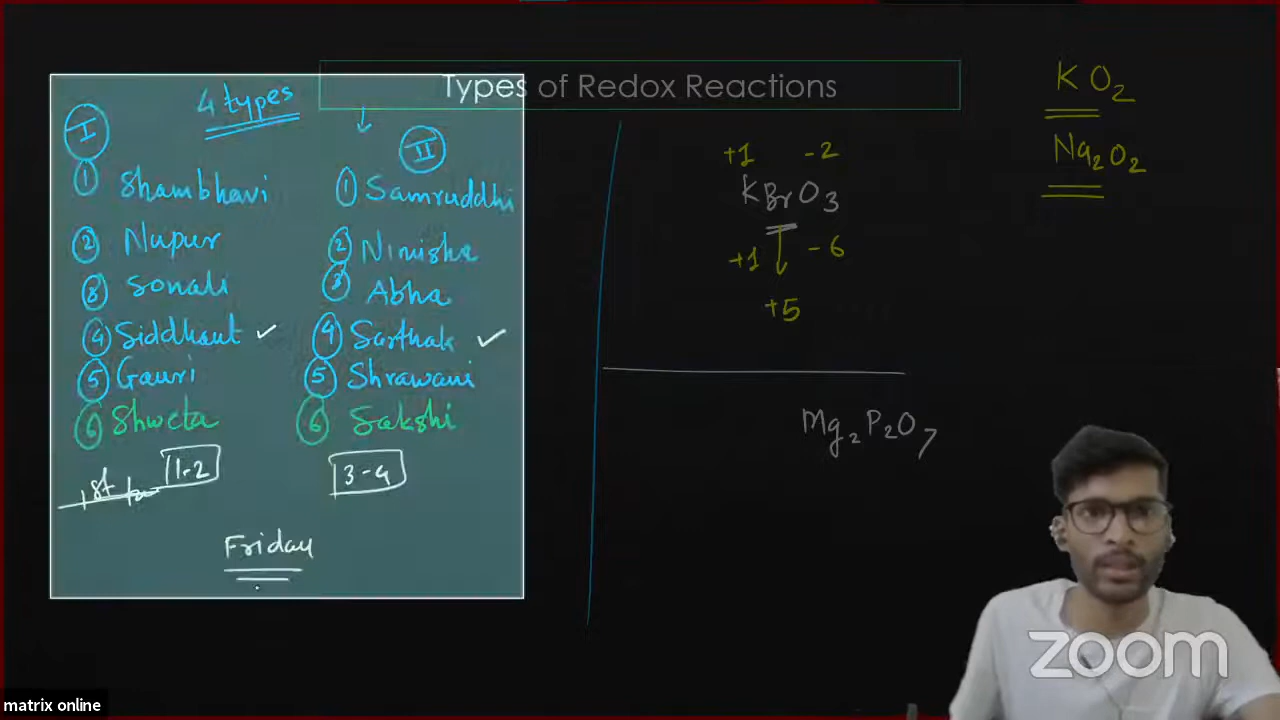 Types of Redox Reactions
4 types
I
II
1 Shambhavi
2 Nupur
3 Sonali
4 Siddhant ✓
5 Gauri
6 Shweta
1-2
1 Samruddhi
2 Nimisha
3 Abha
4 Sarthak ✓
5 Shrawani
6 Sakshi
3-4
1st
Friday
+1 -2
KBrO3
+1 -6
+5
Mg2P2O7
KO2
Na2O2
zoom
matrix online